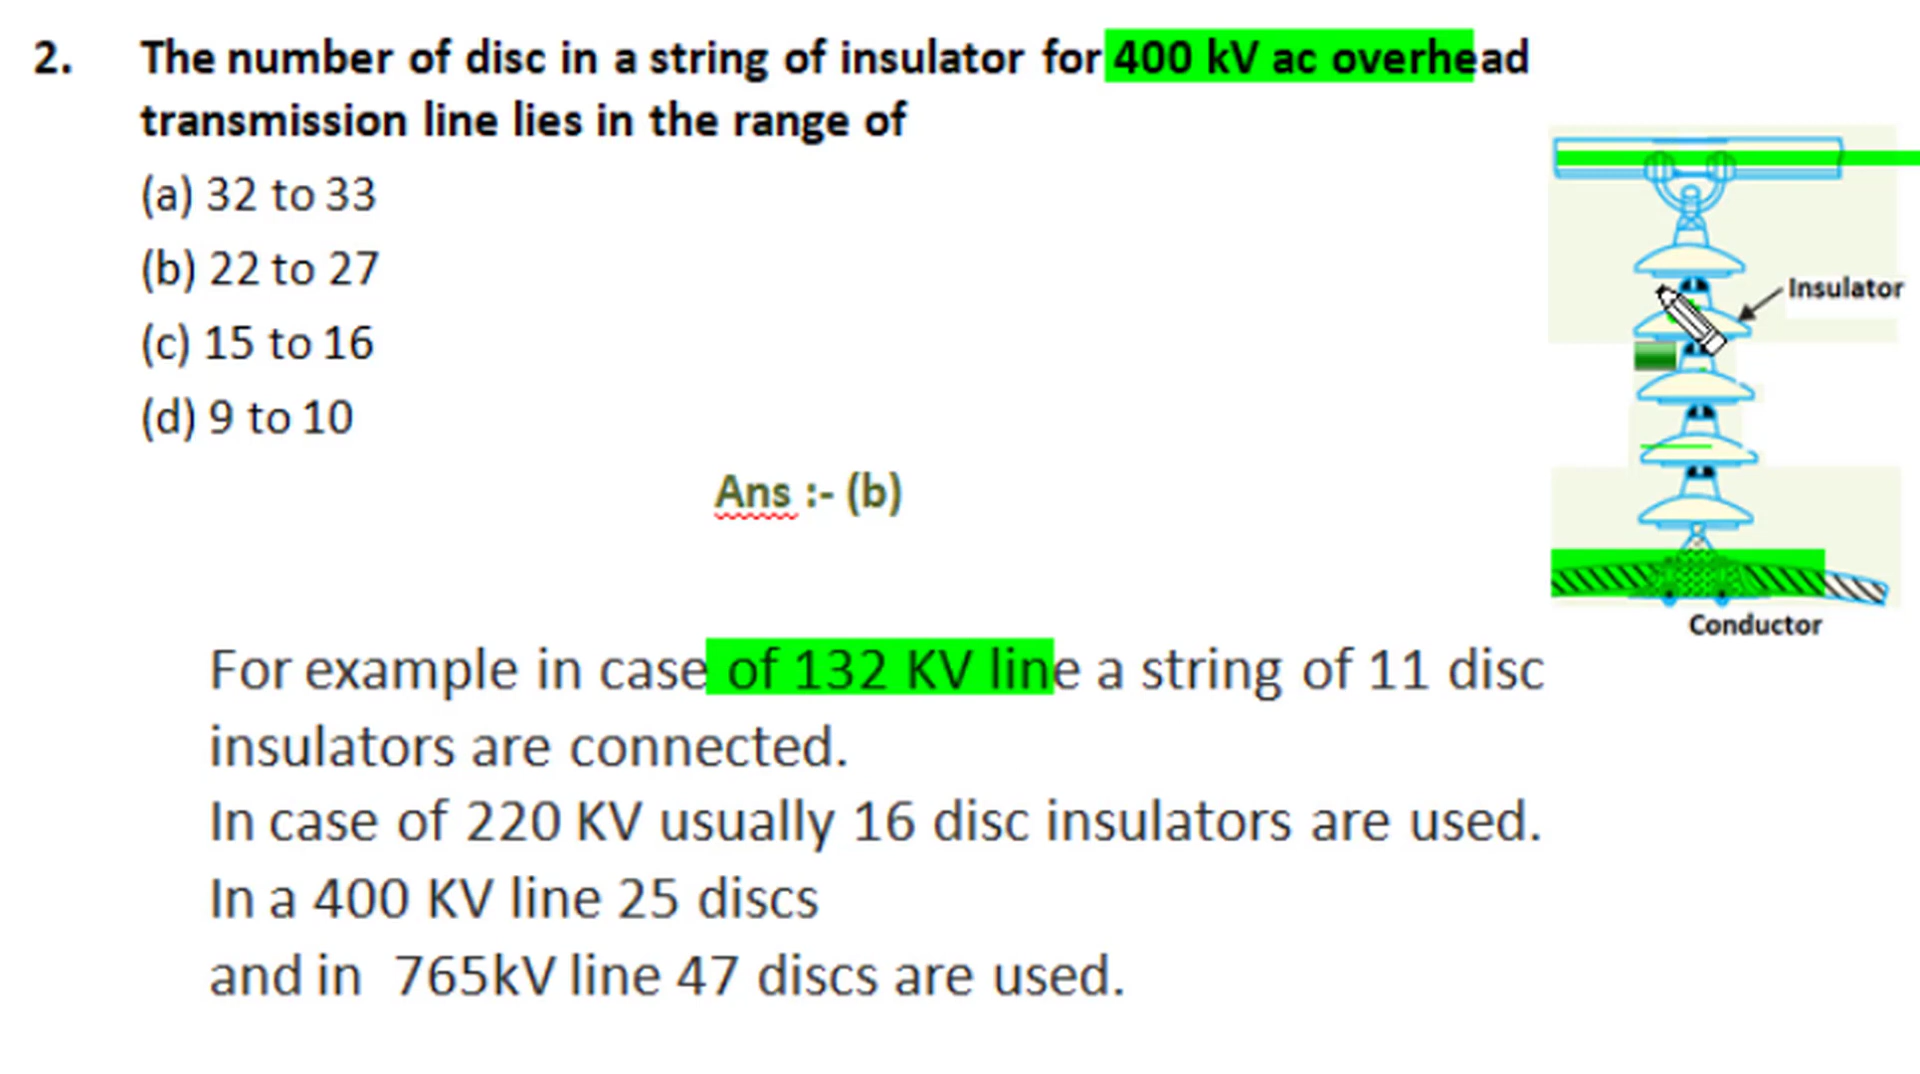 2. The number of disc in a string of insulator for 400 kV ac overhead
transmission line lies in the range of
(a) 32 to 33
(b) 22 to 27
(c) 15 to 16
(d) 9 to 10
Insulator
Ans :- (b)
Conductor
For example in case of 132 KV line a string of 11 disc
insulators are connected.
In case of 220 KV usually 16 disc insulators are used.
In a 400 KV line 25 discs
and in 765kV line 47 discs are used.